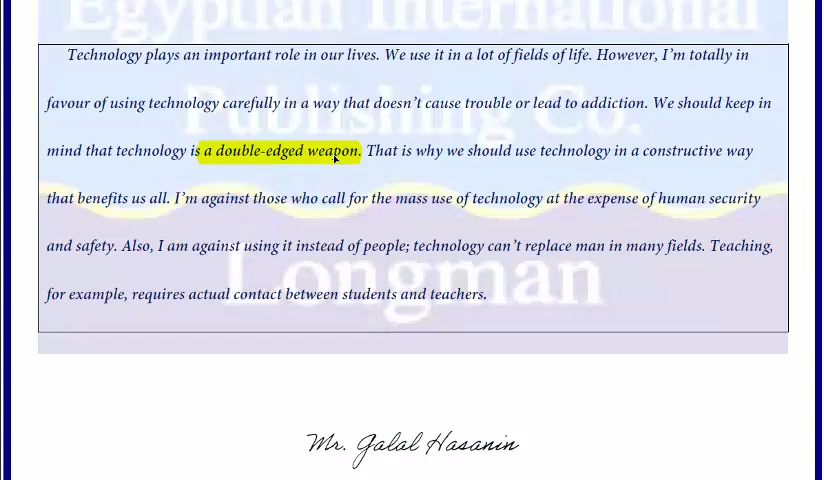 Egyptian International
Technology plays an important role in our lives. We use it in a lot of fields of life. However, I'm totally in
favour of using technology carefully in a way that doesn't cause trouble or lead to addiction. We should keep in
Publishing Co.
mind that technology is a double-edged weapon. That is why we should use technology in a constructive way
that benefits us all. I'm against those who call for the mass use of technology at the expense of human security
and safety. Also, I am against using it instead of people; technology can't replace man in many fields. Teaching,
Longman
for example, requires actual contact between students and teachers.
Mr. Galal Hasanin